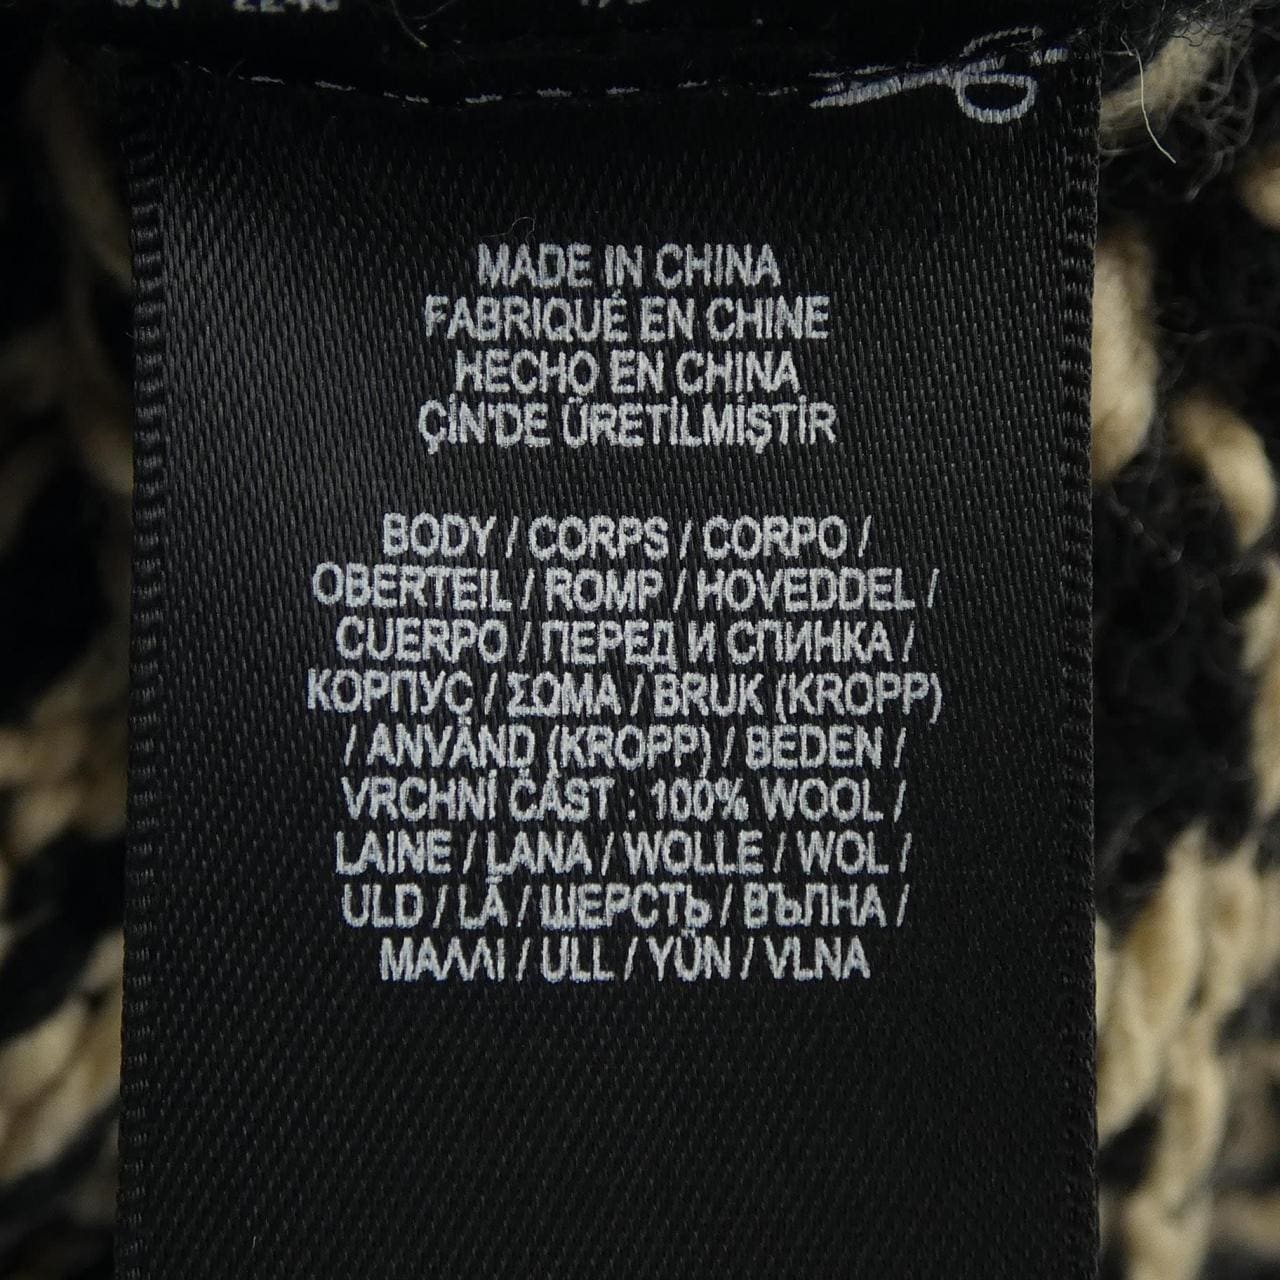 MADE IN CHINA
FABRIQUÉ EN CHINE
HECHO EN CHINA
ÇİN'DE ÜRETİLMİŞTİR
BODY / CORPS / CORPO /
OBERTEIL / ROMP / HOVEDDEL /
CUERPO / ПЕРЕД И СПИНКА /
КОРПУС / ΣΩΜΑ / BRUK (KROPP)
/ ANVÄND (KROPP) / BEDEN /
VRCHNÍ ČÁST : 100% WOOL /
LAINE / LANA / WOLLE / WOL /
ULD / LÃ / ШЕРСТЬ / ВЪЛНА /
ΜΑΛΛΙ / ULL / YÜN / VLNA